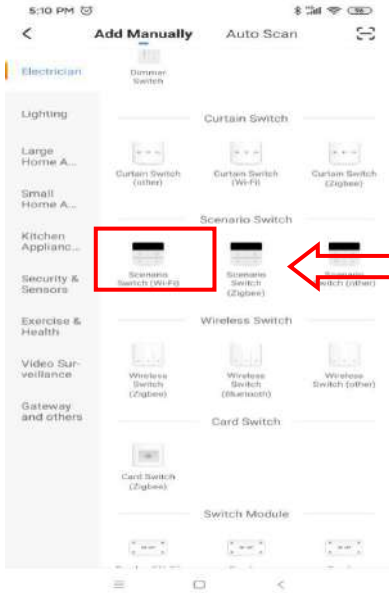 5:10 PM
Add Manually
Auto Scan
Electrician
Dimmer
Switch
Lighting
Curtain Switch
Large
Home A...
Curtain Switch
(other)
Curtain Switch
(Wi-Fi)
Curtain Switch
(Zigbee)
Small
Home A...
Scenario Switch
Kitchen
Applianc...
Scenario
Switch (Wi-Fi)
Scenario
Switch
(Zigbee)
Switch (other)
Security &
Sensors
Exercise &
Health
Wireless Switch
Video Sur-
veillance
Wireless
Switch
(Zigbee)
Wireless
Switch
(Bluetooth)
Wireless
Switch (other)
Gateway
and others
Card Switch
Card Switch
(Zigbee)
Switch Module